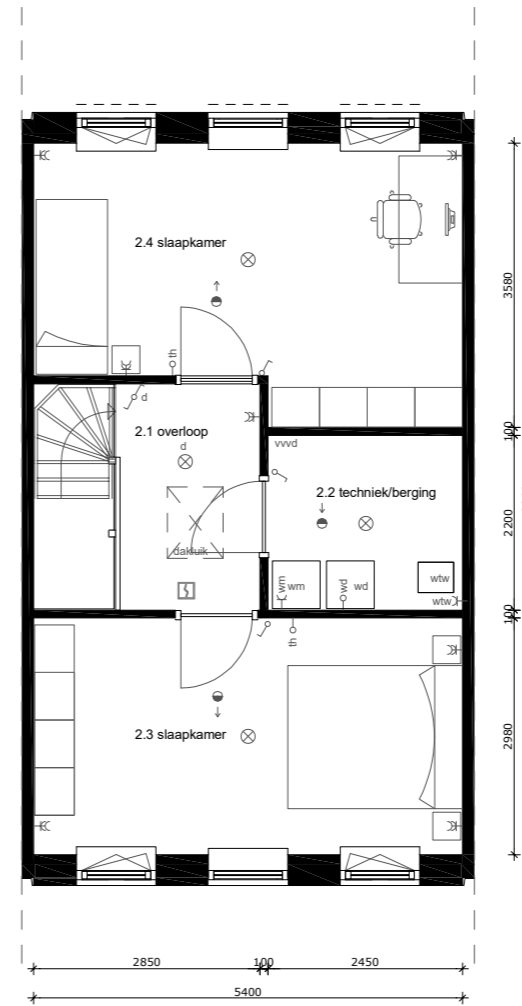 2.4 slaapkamer
3580
th
d
2.1 overloop
d
100
vvvd
2.2 techniek/berging
2200
dakluik
wm
wm
wd
wd
wtw
wtw
100
th
2.3 slaapkamer
2980
2850
100
2450
5400